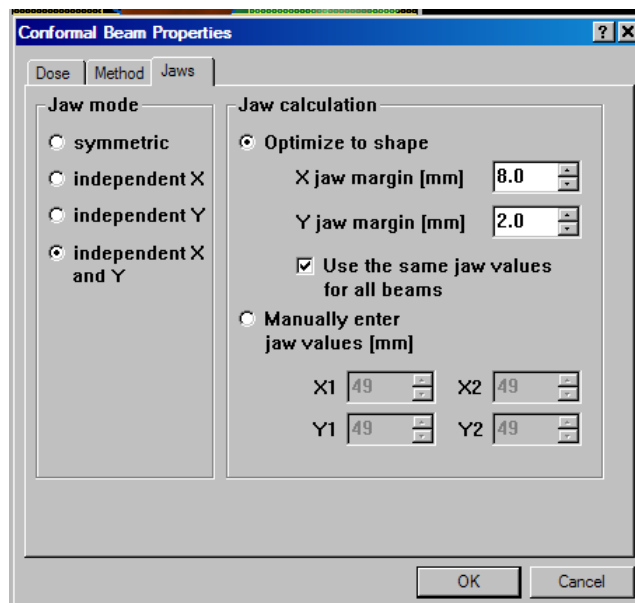 Conformal Beam Properties
Dose Method Jaws
Jaw mode
symmetric
independent X
independent Y
independent X
and Y
Jaw calculation
Optimize to shape
X jaw margin [mm] 8.0
Y jaw margin [mm] 2.0
Use the same jaw values
for all beams
Manually enter
jaw values [mm]
X1 49 X2 49
Y1 49 Y2 49
OK Cancel